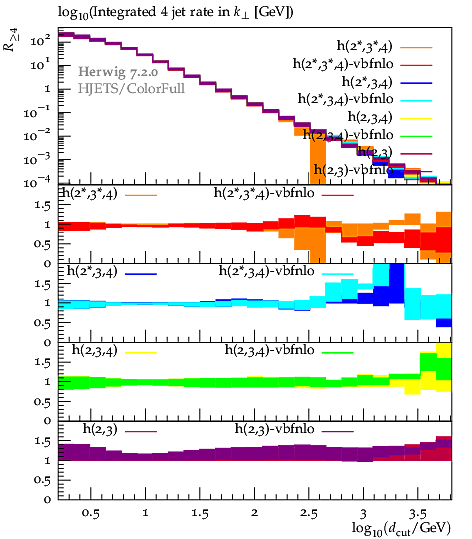 log₁₀(Integrated 4 jet rate in k⊥ [GeV])
R≥4
10²
10¹
1
10⁻¹
10⁻²
10⁻³
10⁻⁴
Herwig 7.2.0
HJETS/ColorFull
h(2*,3*,4)
h(2*,3*,4)-vbfnlo
h(2*,3,4)
h(2*,3,4)-vbfnlo
h(2,3,4)
h(2,3,4)-vbfnlo
h(2,3)
h(2,3)-vbfnlo
h(2*,3*,4) h(2*,3*,4)-vbfnlo
1.5
1
0.5
0
h(2*,3,4) h(2*,3,4)-vbfnlo
1.5
1
0.5
0
h(2,3,4) h(2,3,4)-vbfnlo
1.5
1
0.5
0
h(2,3) h(2,3)-vbfnlo
1.5
1
0.5
0
0.5 1 1.5 2 2.5 3 3.5
log₁₀(d_cut/GeV)